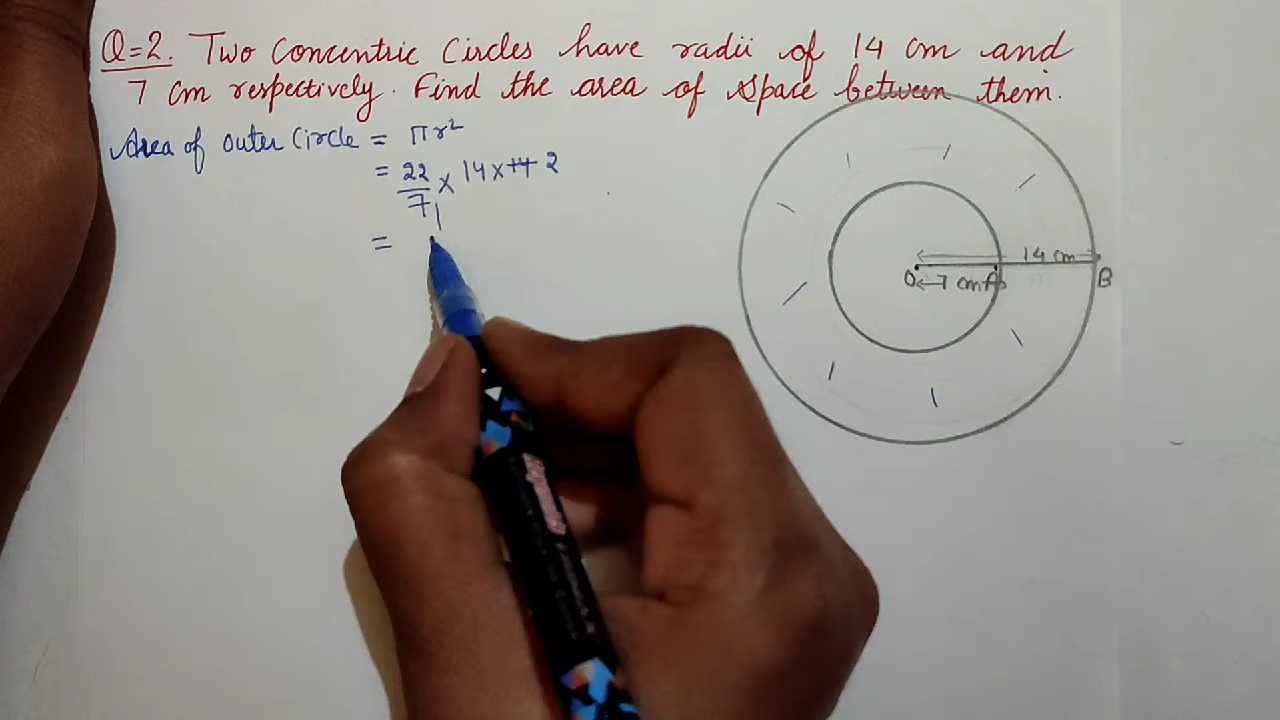 Q=2. Two Concentric Circles have radii of 14 cm and
7 cm respectively. Find the area of space between them.
Area of outer Circle = πr²
= 22/7 × 14×14 2
1
=
14 cm
O 7 cm A B